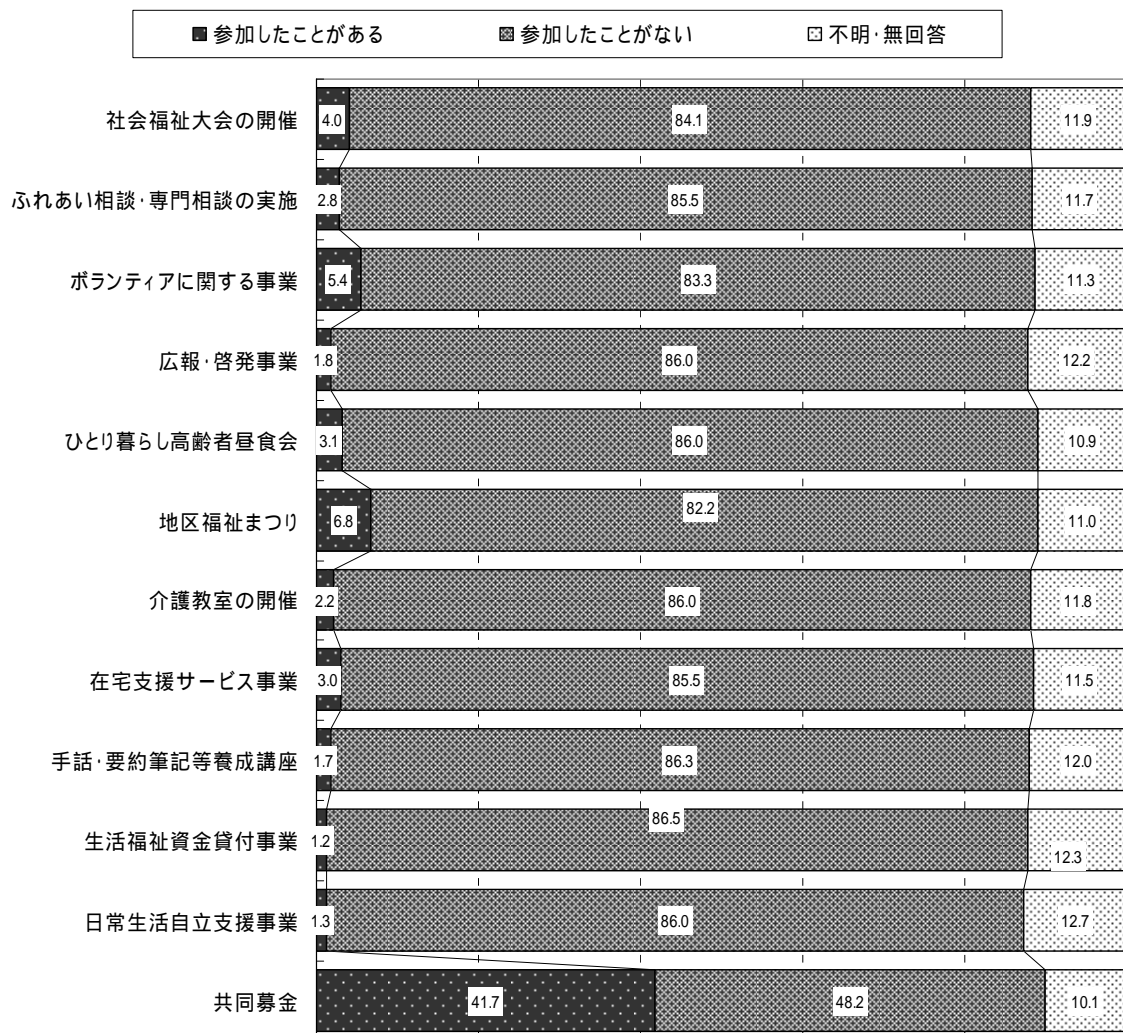 参加したことがある 参加したことがない 不明・無回答
社会福祉大会の開催 4.0 84.1 11.9
ふれあい相談・専門相談の実施 2.8 85.5 11.7
ボランティアに関する事業 5.4 83.3 11.3
広報・啓発事業 1.8 86.0 12.2
ひとり暮らし高齢者昼食会 3.1 86.0 10.9
地区福祉まつり 6.8 82.2 11.0
介護教室の開催 2.2 86.0 11.8
在宅支援サービス事業 3.0 85.5 11.5
手話・要約筆記等養成講座 1.7 86.3 12.0
生活福祉資金貸付事業 1.2 86.5 12.3
日常生活自立支援事業 1.3 86.0 12.7
共同募金 41.7 48.2 10.1